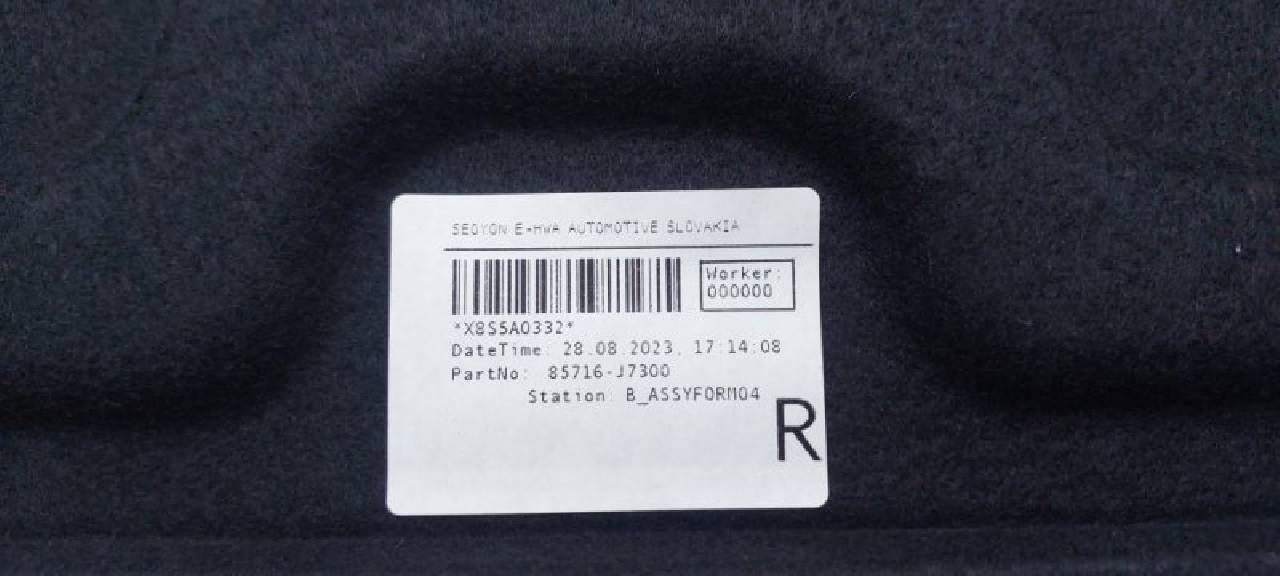 SEOYON E-HWA AUTOMOTIVE SLOVAKIA
Worker:
000000
*X8S5A0332*
DateTime: 28.08.2023, 17:14:08
PartNo: 85716-J7300
Station: B_ASSYFORM04
R